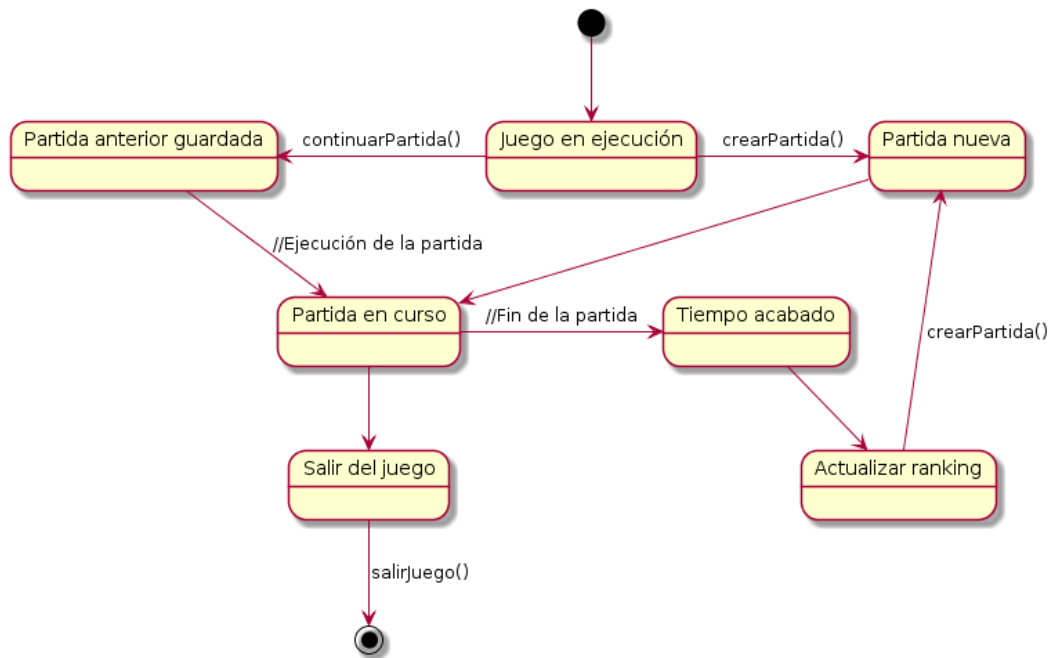 continuarPartida()
crearPartida()
Partida anterior guardada
Juego en ejecución
Partida nueva
//Ejecución de la partida
Partida en curso
//Fin de la partida
Tiempo acabado
crearPartida()
Salir del juego
Actualizar ranking
salirJuego()